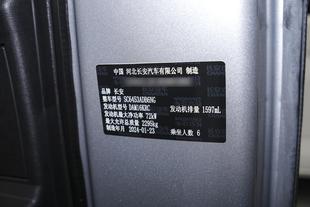 中国 河北长安汽车有限公司 制造
品牌 长安
整车型号 SC6453ADB6NG
发动机型号 DAM16KRC 发动机排量 1597mL
发动机最大净功率 72kW
最大允许总质量 2295kg
制造年月 2024-01-23 乘坐人数 6